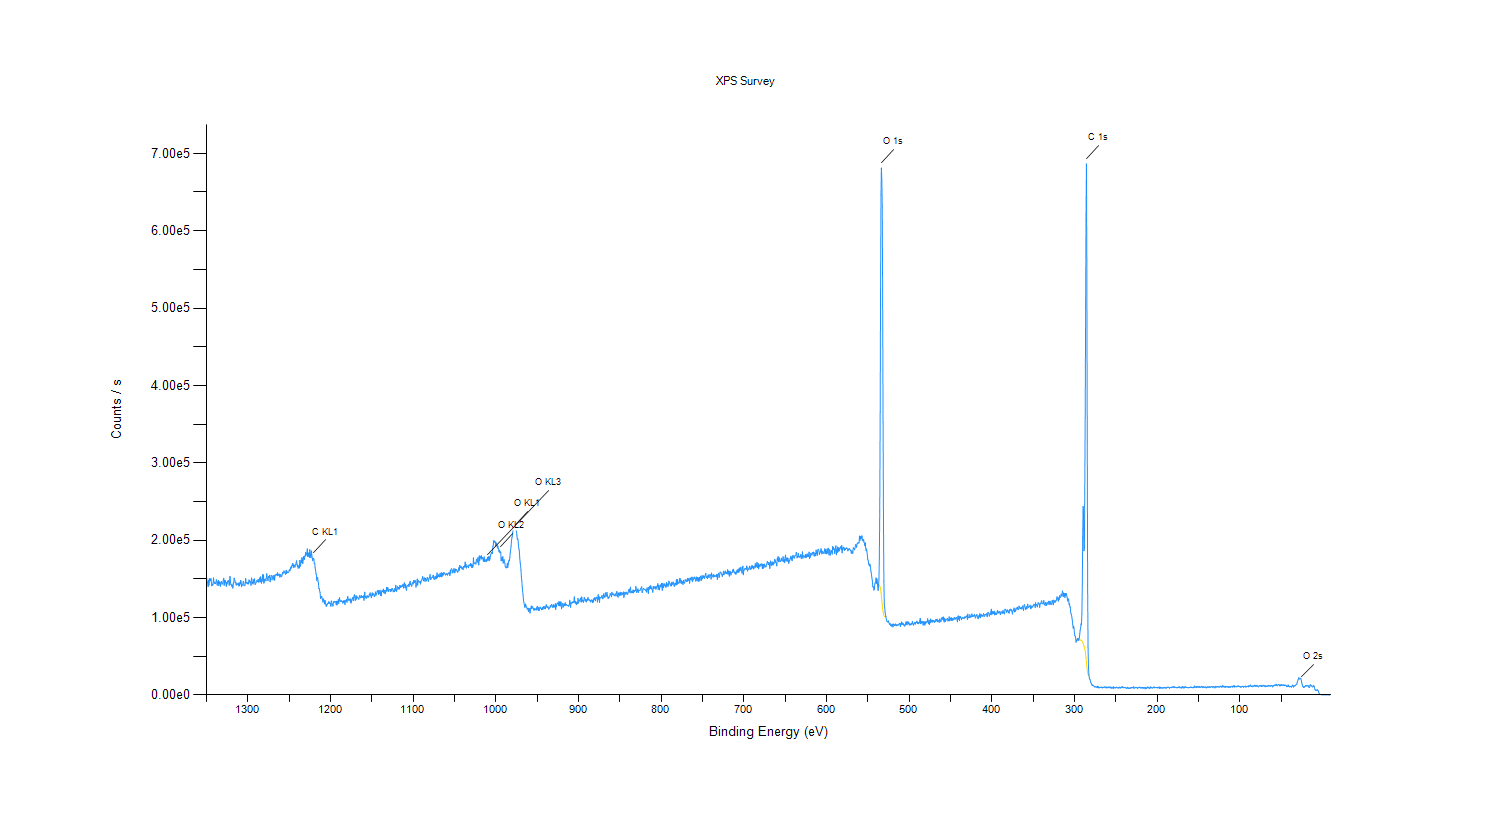 XPS Survey
O 1s
C 1s
7.00e5
6.00e5
5.00e5
4.00e5
3.00e5
2.00e5
1.00e5
0.00e0
Counts / s
O KL3
O KL1
O KL2
C KL1
O 2s
1300 1200 1100 1000 900 800 700 600 500 400 300 200 100
Binding Energy (eV)